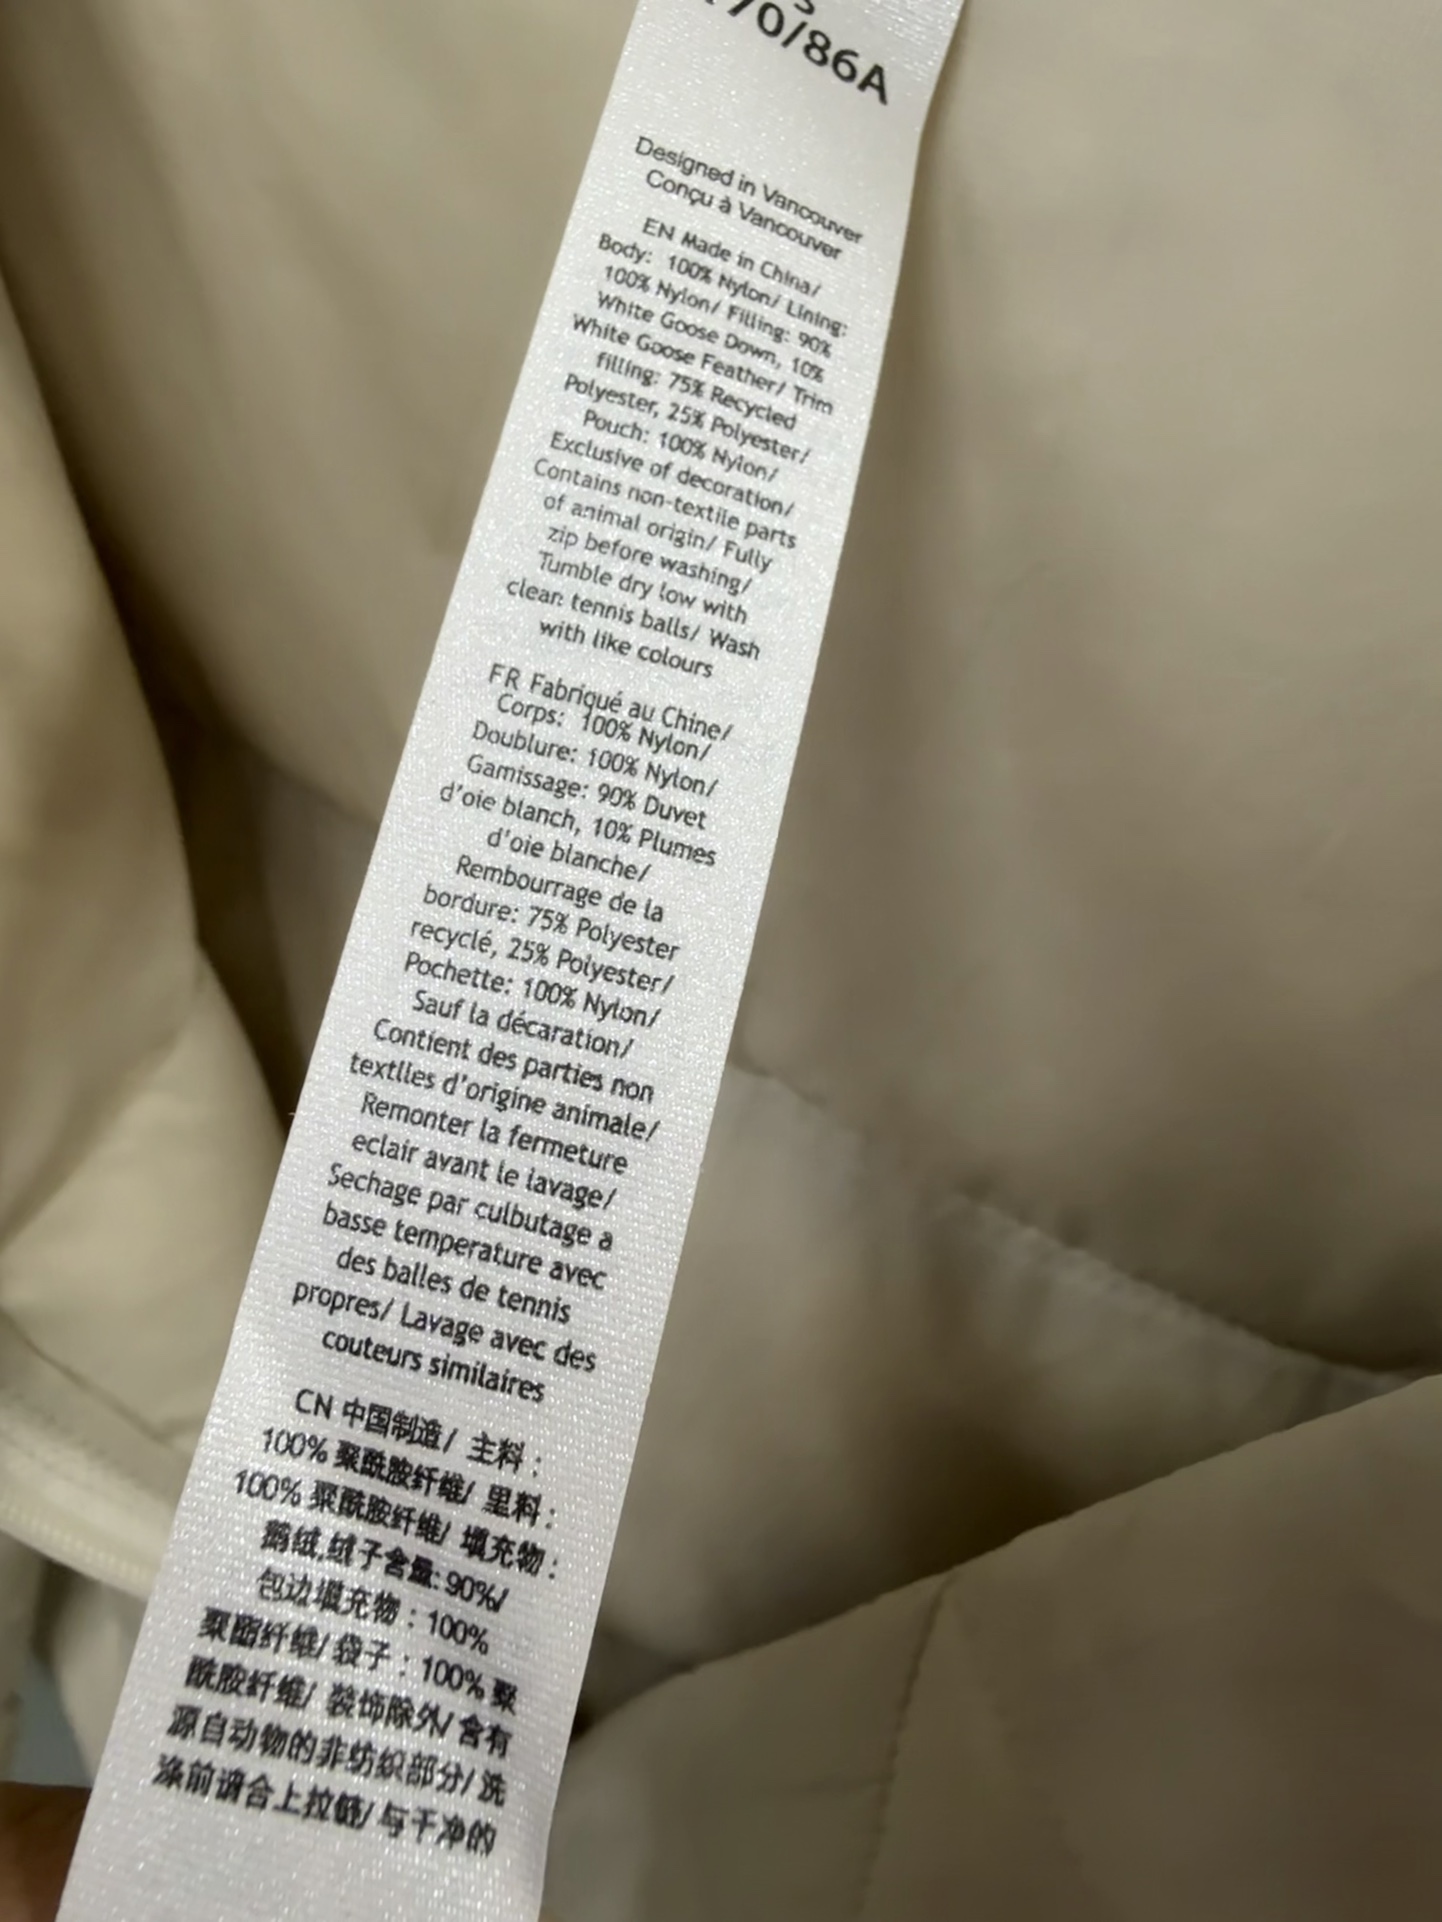 170/86A
Designed in Vancouver
Conçu à Vancouver
EN Made in China/
Body: 100% Nylon/ Lining:
100% Nylon/ Filling: 90%
White Goose Down, 10%
White Goose Feather/ Trim
filling: 75% Recycled
Polyester, 25% Polyester/
Pouch: 100% Nylon/
Exclusive of decoration/
Contains non-textile parts
of animal origin/ Fully
zip before washing/
Tumble dry low with
clean tennis balls/ Wash
with like colours
FR Fabriqué au Chine/
Corps: 100% Nylon/
Doublure: 100% Nylon/
Gamissage: 90% Duvet
d'oie blanch, 10% Plumes
d'oie blanche/
Rembourrage de la
bordure: 75% Polyester
recyclé, 25% Polyester/
Pochette: 100% Nylon/
Sauf la décaration/
Contient des parties non
textlles d'origine animale/
Remonter la fermeture
eclair avant le lavage/
Sechage par culbutage a
basse temperature avec
des balles de tennis
propres/ Lavage avec des
couteurs similaires
CN 中国制造/ 主料:
100% 聚酰胺纤维/ 里料:
100% 聚酰胺纤维/ 填充物:
鹅绒,绒子含量: 90%/
包边填充物: 100%
聚酯纤维/ 袋子: 100% 聚
酰胺纤维/ 装饰除外/ 含有
源自动物的非纺织部分/ 洗
涤前请合上拉链/ 与干净的